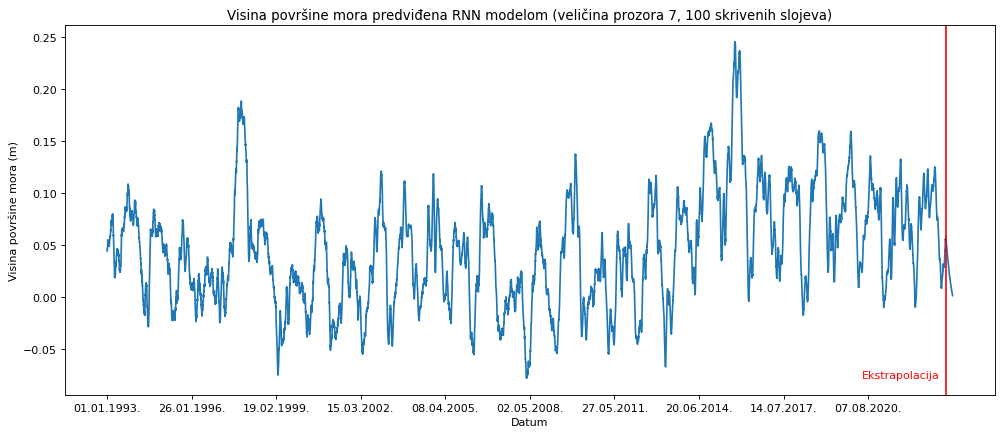 Visina površine mora predviđena RNN modelom (veličina prozora 7, 100 skrivenih slojeva)
Visina površine mora (m)
0.25
0.20
0.15
0.10
0.05
0.00
−0.05
Ekstrapolacija
01.01.1993. 26.01.1996. 19.02.1999. 15.03.2002. 08.04.2005. 02.05.2008. 27.05.2011. 20.06.2014. 14.07.2017. 07.08.2020.
Datum